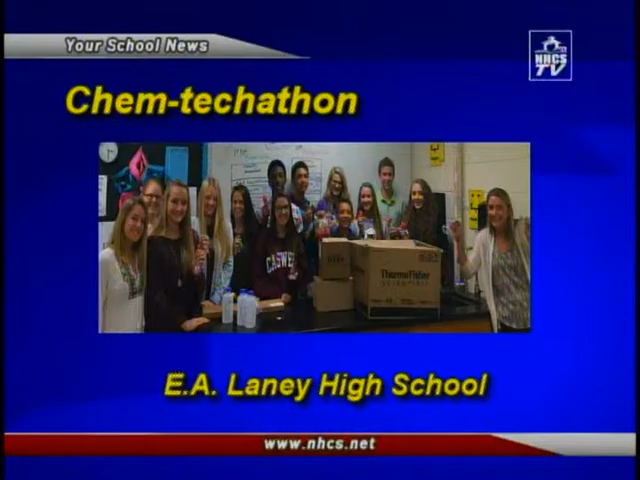 Your School News
NHCS
TV
Chem-techathon
CASWELL
ThermoFisher
SCIENTIFIC
E.A. Laney High School
www.nhcs.net